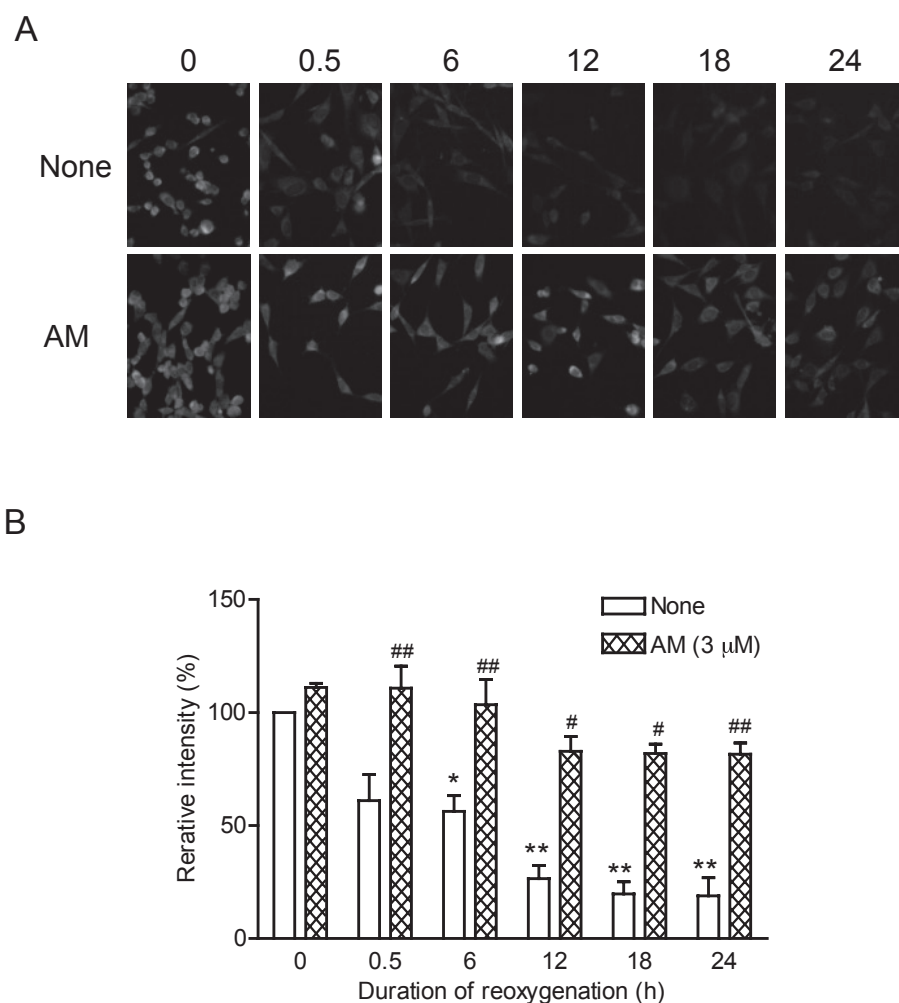 A
0 0.5 6 12 18 24
None
AM
B
150
100
50
0
Rerative intensity (%)
None
AM (3 μM)
## ## # # ##
* ** ** **
0 0.5 6 12 18 24
Duration of reoxygenation (h)